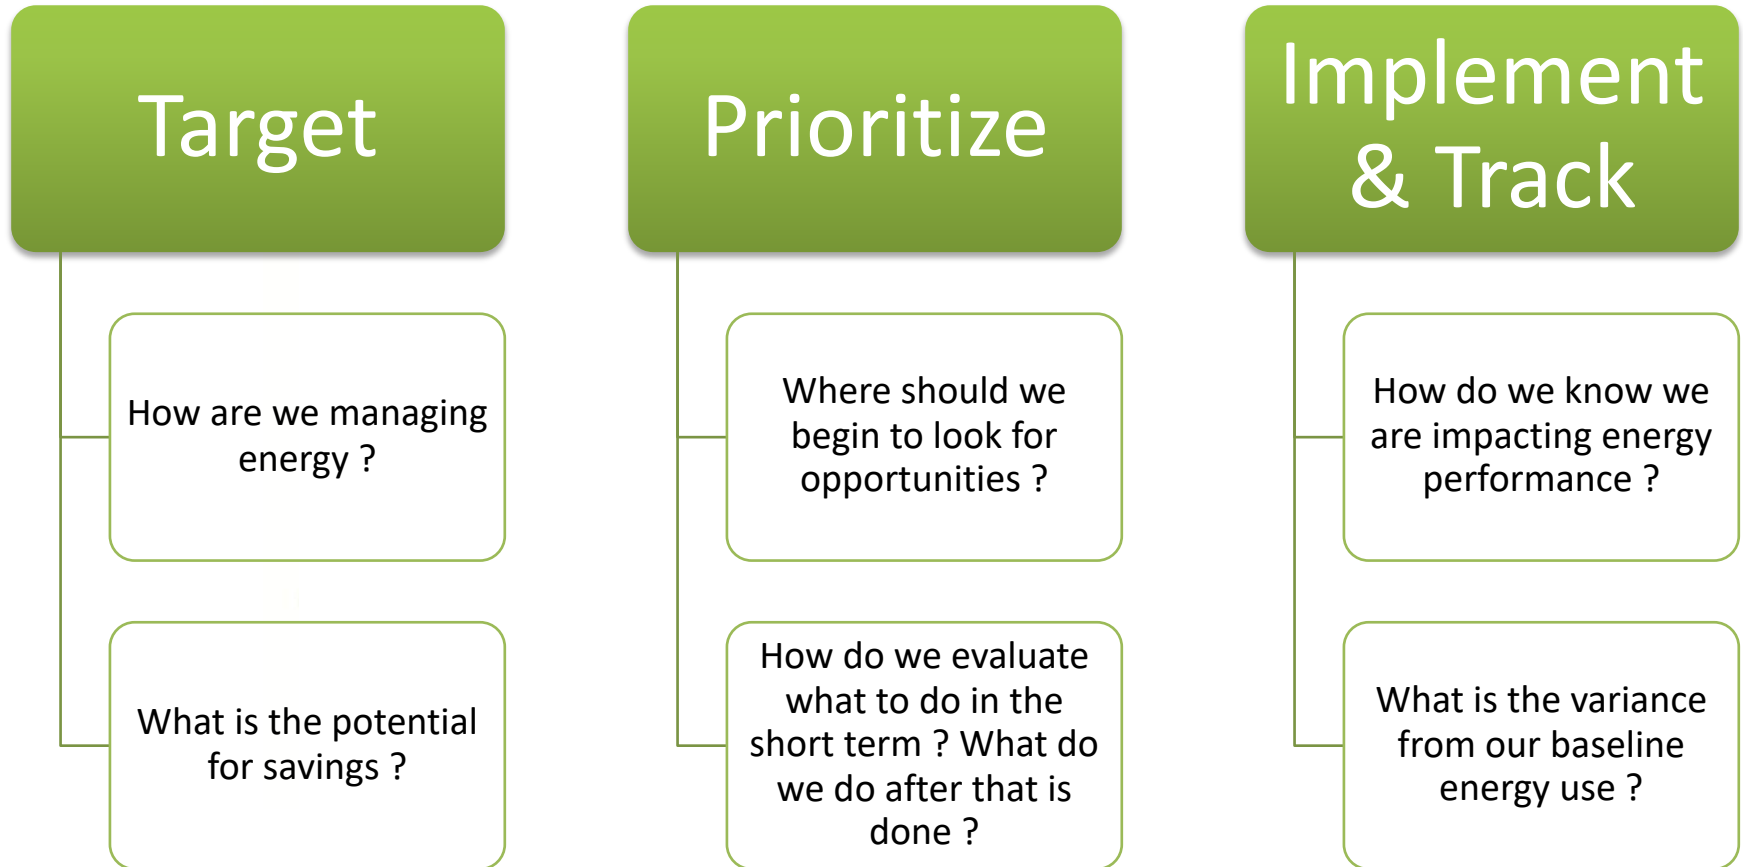 Target
How are we managing
energy ?
What is the potential
for savings ?
Prioritize
Where should we
begin to look for
opportunities ?
How do we evaluate
what to do in the
short term ? What do
we do after that is
done ?
Implement
& Track
How do we know we
are impacting energy
performance ?
What is the variance
from our baseline
energy use ?